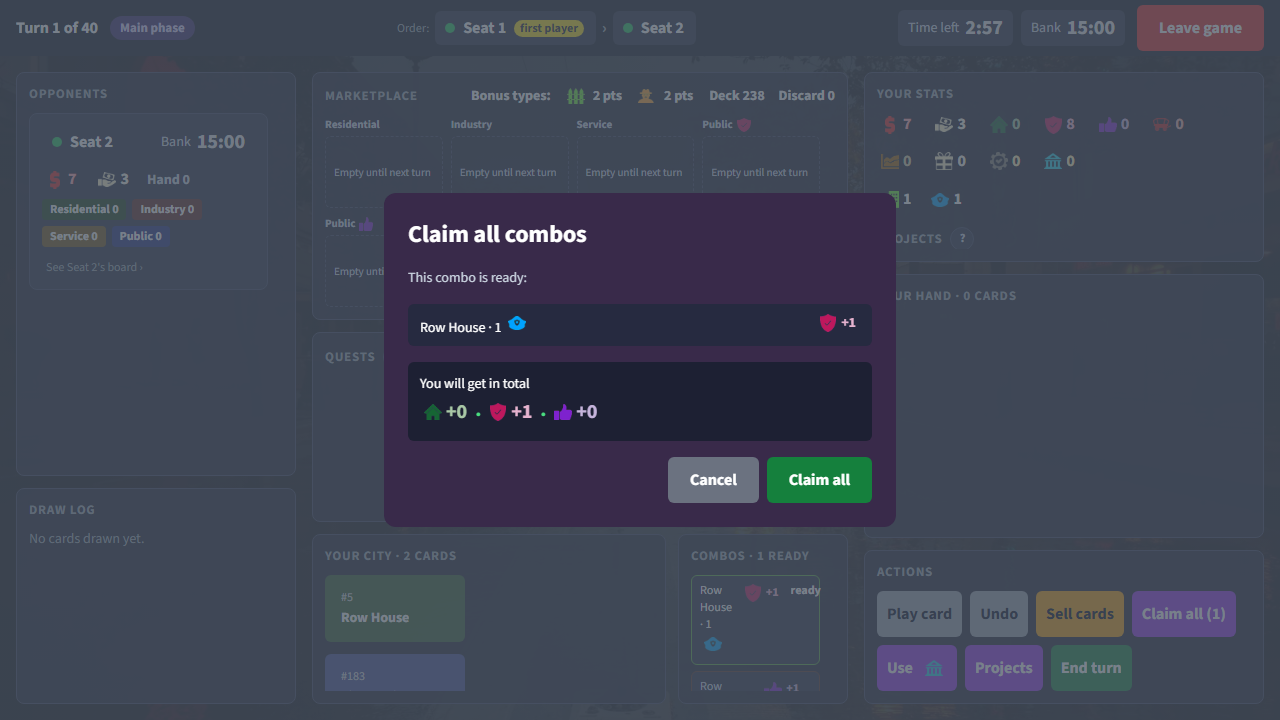 Turn 1 of 40 Main phase
Order: Seat 1 first player › Seat 2
Time left 2:57 Bank 15:00 Leave game
OPPONENTS
Seat 2 Bank 15:00
7 3 Hand 0
Residential 0 Industry 0
Service 0 Public 0
See Seat 2's board ›
DRAW LOG
No cards drawn yet.
MARKETPLACE Bonus types: 2 pts 2 pts Deck 238 Discard 0
Residential Industry Service Public
Empty until next turn Empty until next turn Empty until next turn Empty until next turn
Public
Empty unti
QUESTS
Claim all combos
This combo is ready:
Row House · 1 +1
You will get in total
+0 • +1 • +0
Cancel Claim all
YOUR CITY · 2 CARDS
#5
Row House
#183
COMBOS · 1 READY
Row House · 1 +1 ready
Row +1
YOUR STATS
7 3 0 8 0 0
0 0 0 0
1 1
OJECTS ?
UR HAND · 0 CARDS
ACTIONS
Play card Undo Sell cards Claim all (1)
Use Projects End turn